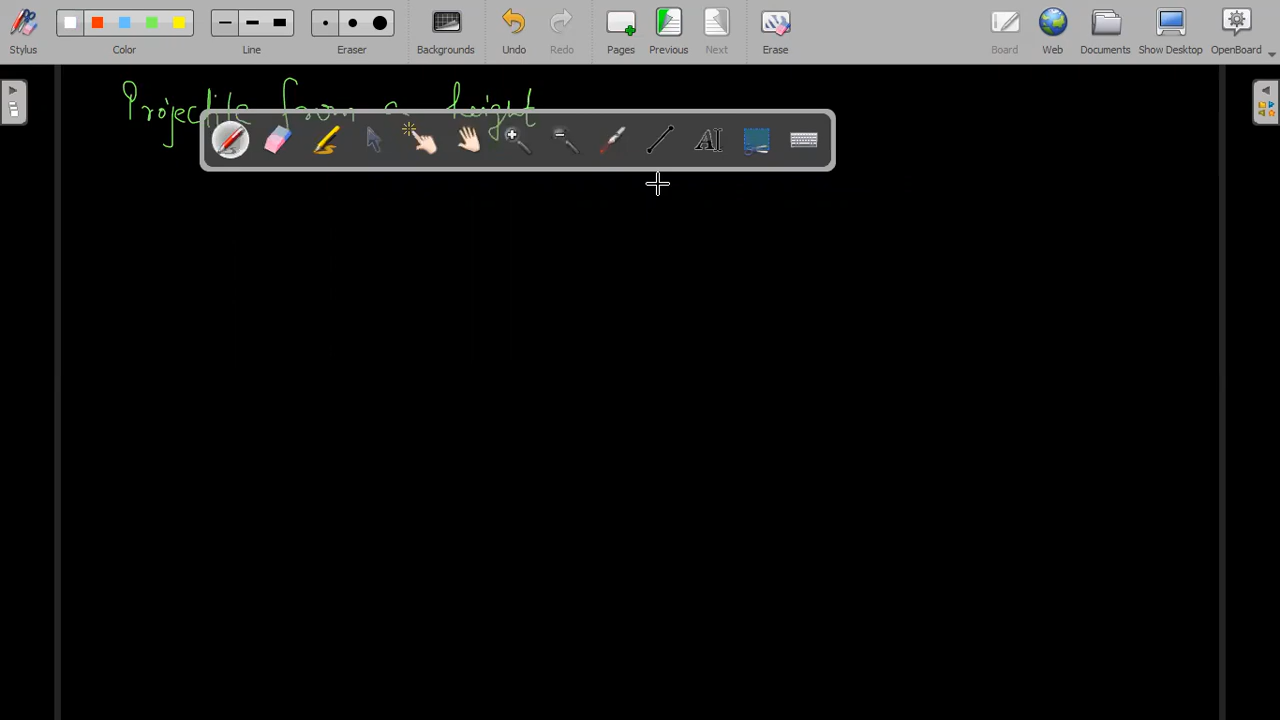 Stylus Color Line Eraser Backgrounds Undo Redo Pages Previous Next Erase Board Web Documents Show Desktop OpenBoard
Projectile from a height
AI